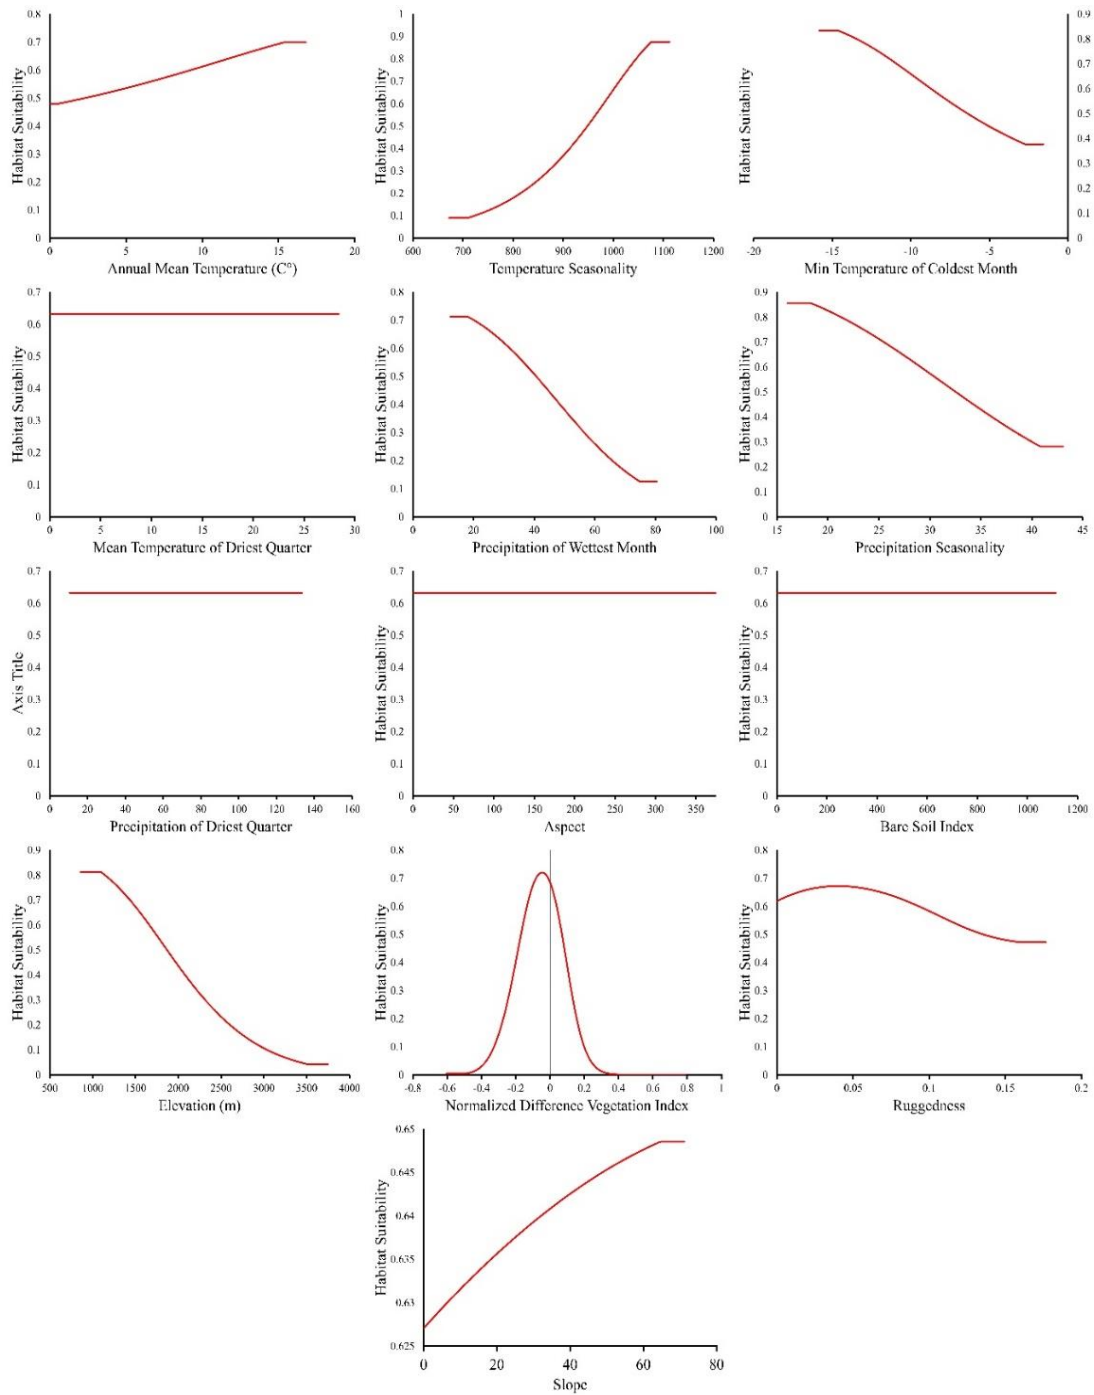 0.8
0.7
0.6
0.5
0.4
0.3
0.2
0.1
0
Habitat Suitability
0 5 10 15 20
Annual Mean Temperature (C°)
1
0.9
0.8
0.7
0.6
0.5
0.4
0.3
0.2
0.1
0
Habitat Suitability
600 700 800 900 1000 1100 1200
Temperature Seasonality
Habitat Suitability
0.9
0.8
0.7
0.6
0.5
0.4
0.3
0.2
0.1
0
-20 -15 -10 -5 0
Min Temperature of Coldest Month
0.7
0.6
0.5
0.4
0.3
0.2
0.1
0
Habitat Suitability
0 5 10 15 20 25 30
Mean Temperature of Driest Quarter
0.8
0.7
0.6
0.5
0.4
0.3
0.2
0.1
0
Habitat Suitability
0 20 40 60 80 100
Precipitation of Wettest Month
0.9
0.8
0.7
0.6
0.5
0.4
0.3
0.2
0.1
0
Habitat Suitability
15 20 25 30 35 40 45
Precipitation Seasonality
0.7
0.6
0.5
0.4
0.3
0.2
0.1
0
Axis Title
0 20 40 60 80 100 120 140 160
Precipitation of Driest Quarter
0.7
0.6
0.5
0.4
0.3
0.2
0.1
0
Habitat Suitability
0 50 100 150 200 250 300 350
Aspect
0.7
0.6
0.5
0.4
0.3
0.2
0.1
0
Habitat Suitability
0 200 400 600 800 1000 1200
Bare Soil Index
0.9
0.8
0.7
0.6
0.5
0.4
0.3
0.2
0.1
0
Habitat Suitability
500 1000 1500 2000 2500 3000 3500 4000
Elevation (m)
0.8
0.7
0.6
0.5
0.4
0.3
0.2
0.1
0
Habitat Suitability
-0.8 -0.6 -0.4 -0.2 0 0.2 0.4 0.6 0.8 1
Normalized Difference Vegetation Index
0.8
0.7
0.6
0.5
0.4
0.3
0.2
0.1
0
Habitat Suitability
0 0.05 0.1 0.15 0.2
Ruggedness
0.65
0.645
0.64
0.635
0.63
0.625
Habitat Suitability
0 20 40 60 80
Slope